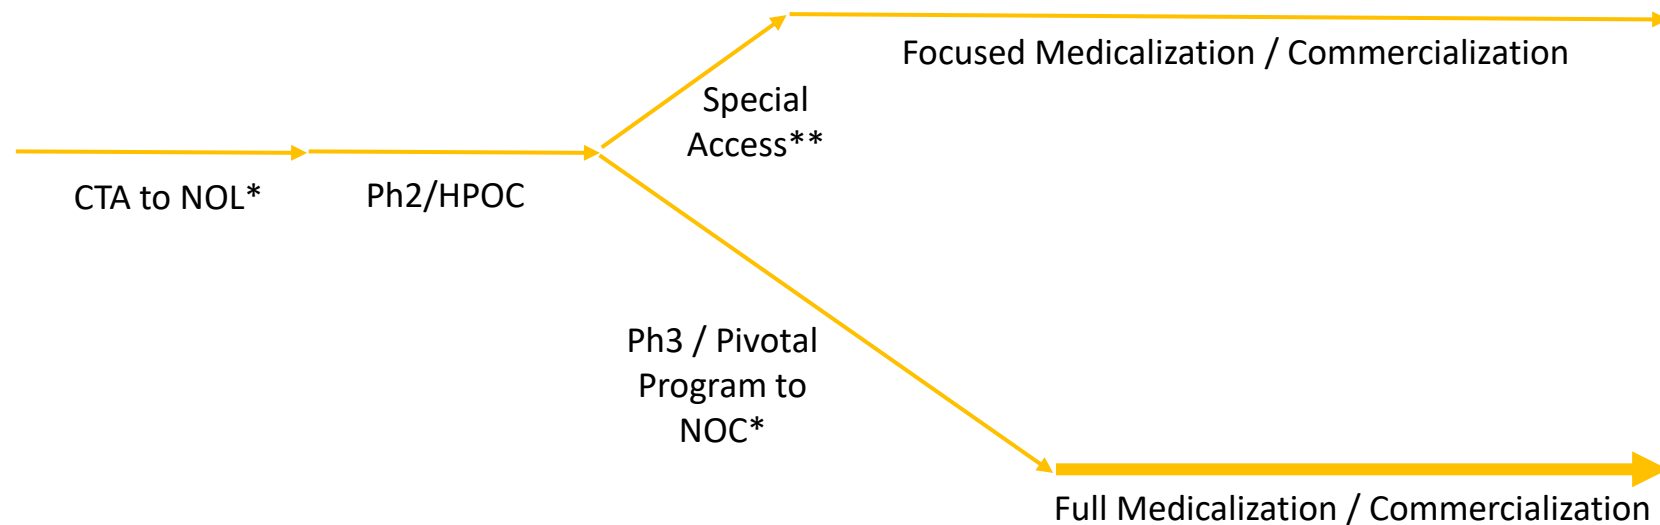 Focused Medicalization / Commercialization
Special
Access**
CTA to NOL*
Ph2/HPOC
Ph3 / Pivotal
Program to
NOC*
Full Medicalization / Commercialization